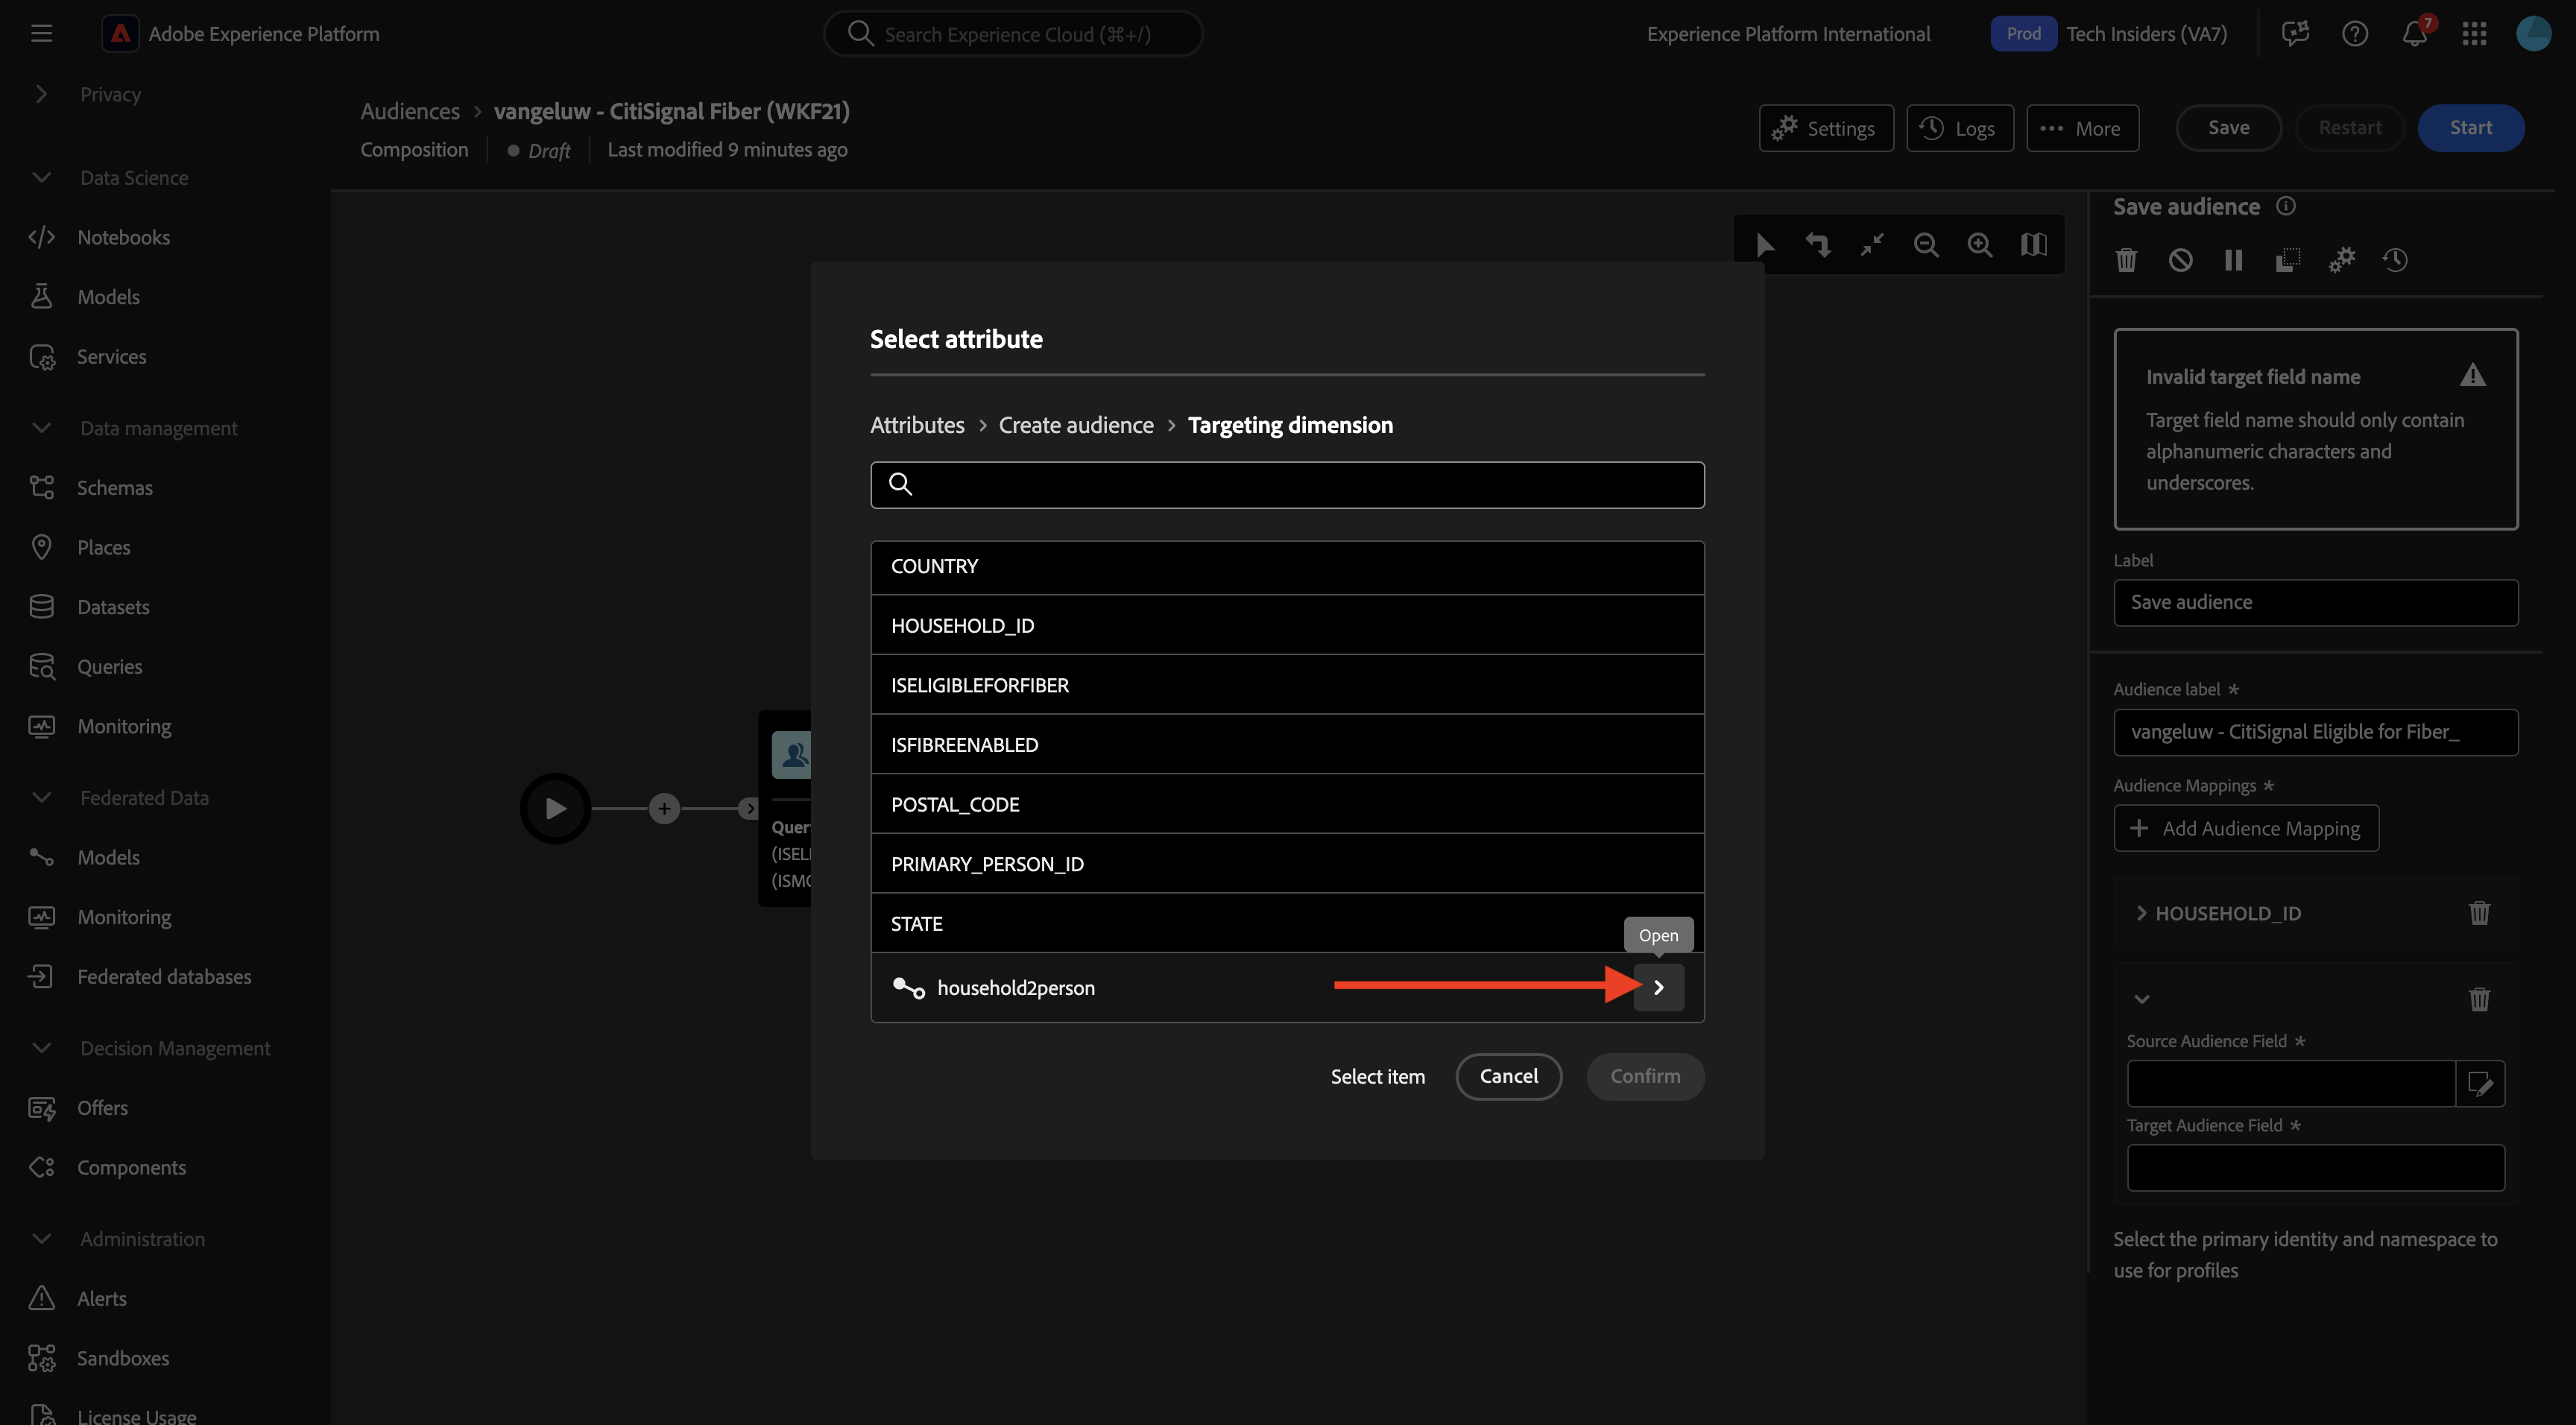 Adobe Experience Platform
Search Experience Cloud (⌘+/)
Experience Platform International
Prod
Tech Insiders (VA7)
7
Privacy
Data Science
Notebooks
Models
Services
Data management
Schemas
Places
Datasets
Queries
Monitoring
Federated Data
Models
Monitoring
Federated databases
Decision Management
Offers
Components
Administration
Alerts
Sandboxes
License Usage
Audiences > vangeluw - CitiSignal Fiber (WKF21)
Composition
Draft
Last modified 9 minutes ago
Settings
Logs
More
Save
Restart
Start
(ISMO
Select attribute
Attributes > Create audience > Targeting dimension
COUNTRY
HOUSEHOLD_ID
ISELIGIBLEFORFIBER
ISFIBREENABLED
POSTAL_CODE
PRIMARY_PERSON_ID
STATE
Open
household2person
Select item
Cancel
Confirm
Save audience
Invalid target field name
Target field name should only contain
alphanumeric characters and
underscores.
Label
Save audience
Audience label *
vangeluw - CitiSignal Eligible for Fiber_
Audience Mappings *
+ Add Audience Mapping
HOUSEHOLD_ID
Source Audience Field *
Target Audience Field *
Select the primary identity and namespace to
use for profiles